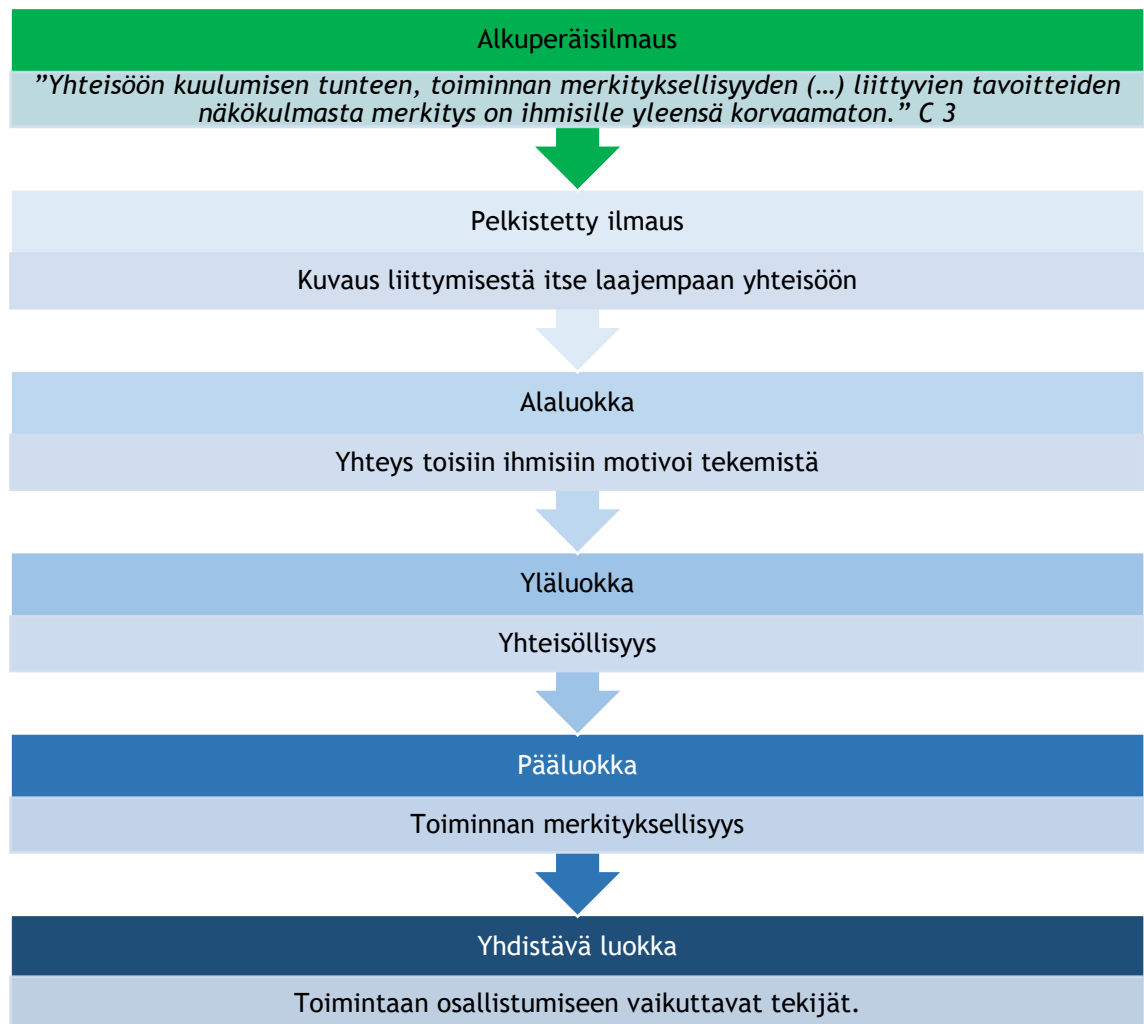 Alkuperäisilmaus
”Yhteisöön kuulumisen tunteen, toiminnan merkityksellisyyden (…) liittyvien tavoitteiden
näkökulmasta merkitys on ihmisille yleensä korvaamaton.” C 3
Pelkistetty ilmaus
Kuvaus liittymisestä itse laajempaan yhteisöön
Alaluokka
Yhteys toisiin ihmisiin motivoi tekemistä
Yläluokka
Yhteisöllisyys
Pääluokka
Toiminnan merkityksellisyys
Yhdistävä luokka
Toimintaan osallistumiseen vaikuttavat tekijät.